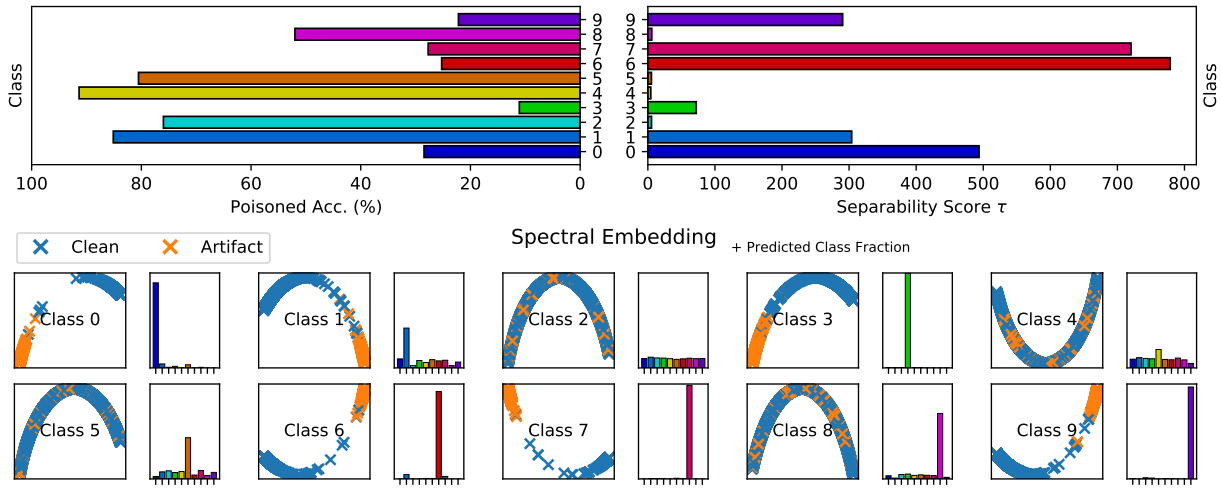 Class
9
8
7
6
5
4
3
2
1
0
100 80 60 40 20 0
Poisoned Acc. (%)
9
8
7
6
5
4
3
2
1
0
Class
0 100 200 300 400 500 600 700 800
Separability Score τ
Clean Artifact
Spectral Embedding + Predicted Class Fraction
Class 0
Class 1
Class 2
Class 3
Class 4
Class 5
Class 6
Class 7
Class 8
Class 9